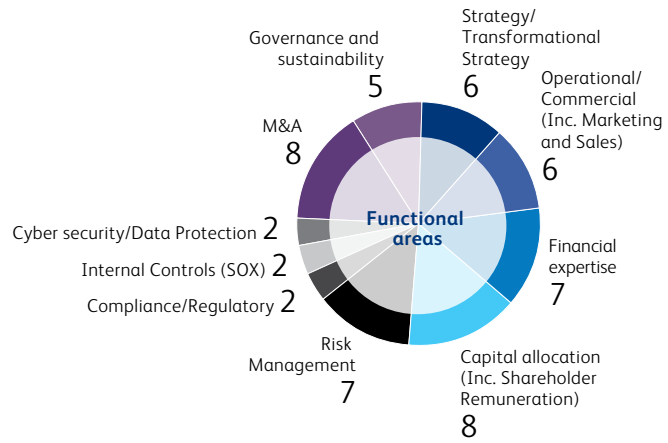 Strategy/
Transformational
Strategy
6
Operational/
Commercial
(Inc. Marketing
and Sales)
6
Financial
expertise
7
Capital allocation
(Inc. Shareholder
Remuneration)
8
Risk
Management
7
Compliance/Regulatory 2
Internal Controls (SOX) 2
Cyber security/Data Protection 2
M&A
8
Governance and
sustainability
5
Functional
areas